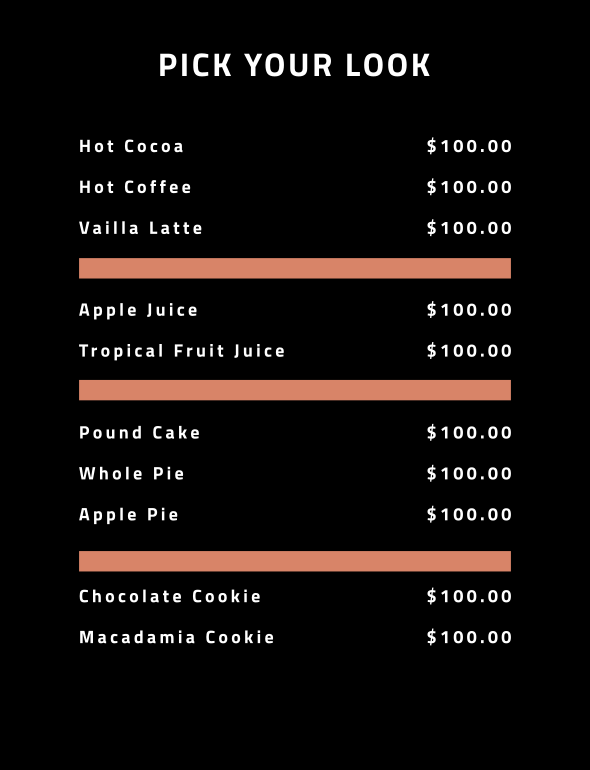 PICK YOUR LOOK
Hot Cocoa $100.00
Hot Coffee $100.00
Vailla Latte $100.00
Apple Juice $100.00
Tropical Fruit Juice $100.00
Pound Cake $100.00
Whole Pie $100.00
Apple Pie $100.00
Chocolate Cookie $100.00
Macadamia Cookie $100.00